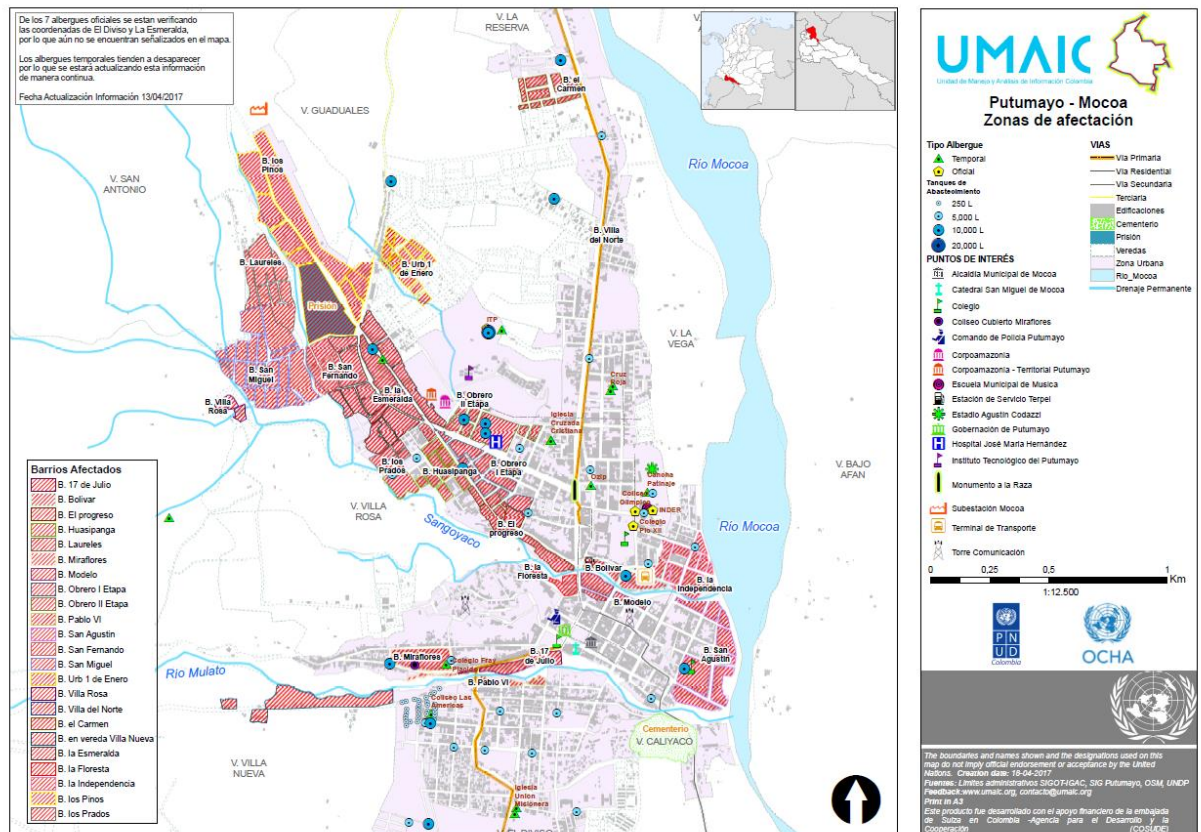 De los 7 albergues oficiales se estan verificando
las coordenadas de El Diviso y La Esmeralda,
por lo que aún no se encuentran señalizados en el mapa.
Los albergues temporales tienden a desaparecer
por lo que se estará actualizando esta información
de manera continua.
Fecha Actualización Información 13/04/2017
V. LA
RESERVA
B. el
Carmen
V. GUADUALES
B. los
Pinos
V. SAN
ANTONIO
Río Mocoa
B. Villa
del Norte
B. Laureles
B. Urb 1
de Enero
Prisión
ITP
V. LA
VEGA
B. San
Miguel
B. San
Fernando
B. la
Esmeralda
Cruz
Roja
B. Villa
Rosa
B. Obrero
II Etapa
Iglesia
Cruzada
Cristiana
B. los
Prados
B. Huasipanga
B. Obrero
I Etapa
Ozip
Cancha
Patinaje
Coliseo
Olimpico
INDER
Colegio
Pio XII
V. BAJO
AFAN
V. VILLA
ROSA
B. El
progreso
Sangoyaco
Río Mocoa
B. la
Floresta
B. Bolivar
B. la
Independencia
B. Modelo
B. San
Agustin
B. 17
de Julio
B. Miraflores
Colegio Fray
Río Mulato
B. Pablo VI
Coliseo Las
Americas
Cementerio
V. CALIYACO
V. VILLA
NUEVA
Iglesia
Union
Misionera
V. EL DIVISO
Barrios Afectados
B. 17 de Julio
B. Bolivar
B. El progreso
B. Huasipanga
B. Laureles
B. Miraflores
B. Modelo
B. Obrero I Etapa
B. Obrero II Etapa
B. Pablo VI
B. San Agustin
B. San Fernando
B. San Miguel
B. Urb 1 de Enero
B. Villa Rosa
B. Villa del Norte
B. el Carmen
B. en vereda Villa Nueva
B. la Esmeralda
B. la Floresta
B. la Independencia
B. los Pinos
B. los Prados
UMAIC
Unidad de Manejo y Análisis de Información Colombia
Putumayo - Mocoa
Zonas de afectación
Tipo Albergue
Temporal
Oficial
Tanques de
Abastecimiento
250 L
5,000 L
10,000 L
20,000 L
PUNTOS DE INTERÉS
Alcaldia Municipal de Mocoa
Catedral San Miguel de Mocoa
Colegio
Coliseo Cubierto Miraflores
Comando de Policia Putumayo
Corpoamazonia
Corpoamazonia - Territorial Putumayo
Escuela Municipal de Musica
Estación de Servicio Terpel
Estadio Agustin Codazzi
Gobernación de Putumayo
Hospital José Maria Hernández
Instituto Tecnológico del Putumayo
Monumento a la Raza
Subestación Mocoa
Terminal de Transporte
Torre Comunicación
VIAS
Via Primaria
Via Residencial
Via Secundaria
Terciaria
Edificaciones
Cementerio
Prisión
Veredas
Zona Urbana
Rio_Mocoa
Drenaje Permanente
0 0,25 0,5 1
Km
1:12.500
PNUD
Colombia
OCHA
The boundaries and names shown and the designations used on this
map do not imply official endorsement or acceptance by the United
Nations. Creation date: 18-04-2017
Fuentes: Limites administrativos SIGOT-IGAC, SIG Putumayo, OSM, UNDP
Feedback:www.umaic.org, contacto@umaic.org
Print in A3
Este producto fue desarrollado con el apoyo financiero de la embajada
de Suiza en Colombia -Agencia para el Desarrollo y la
Cooperación (COSUDE)